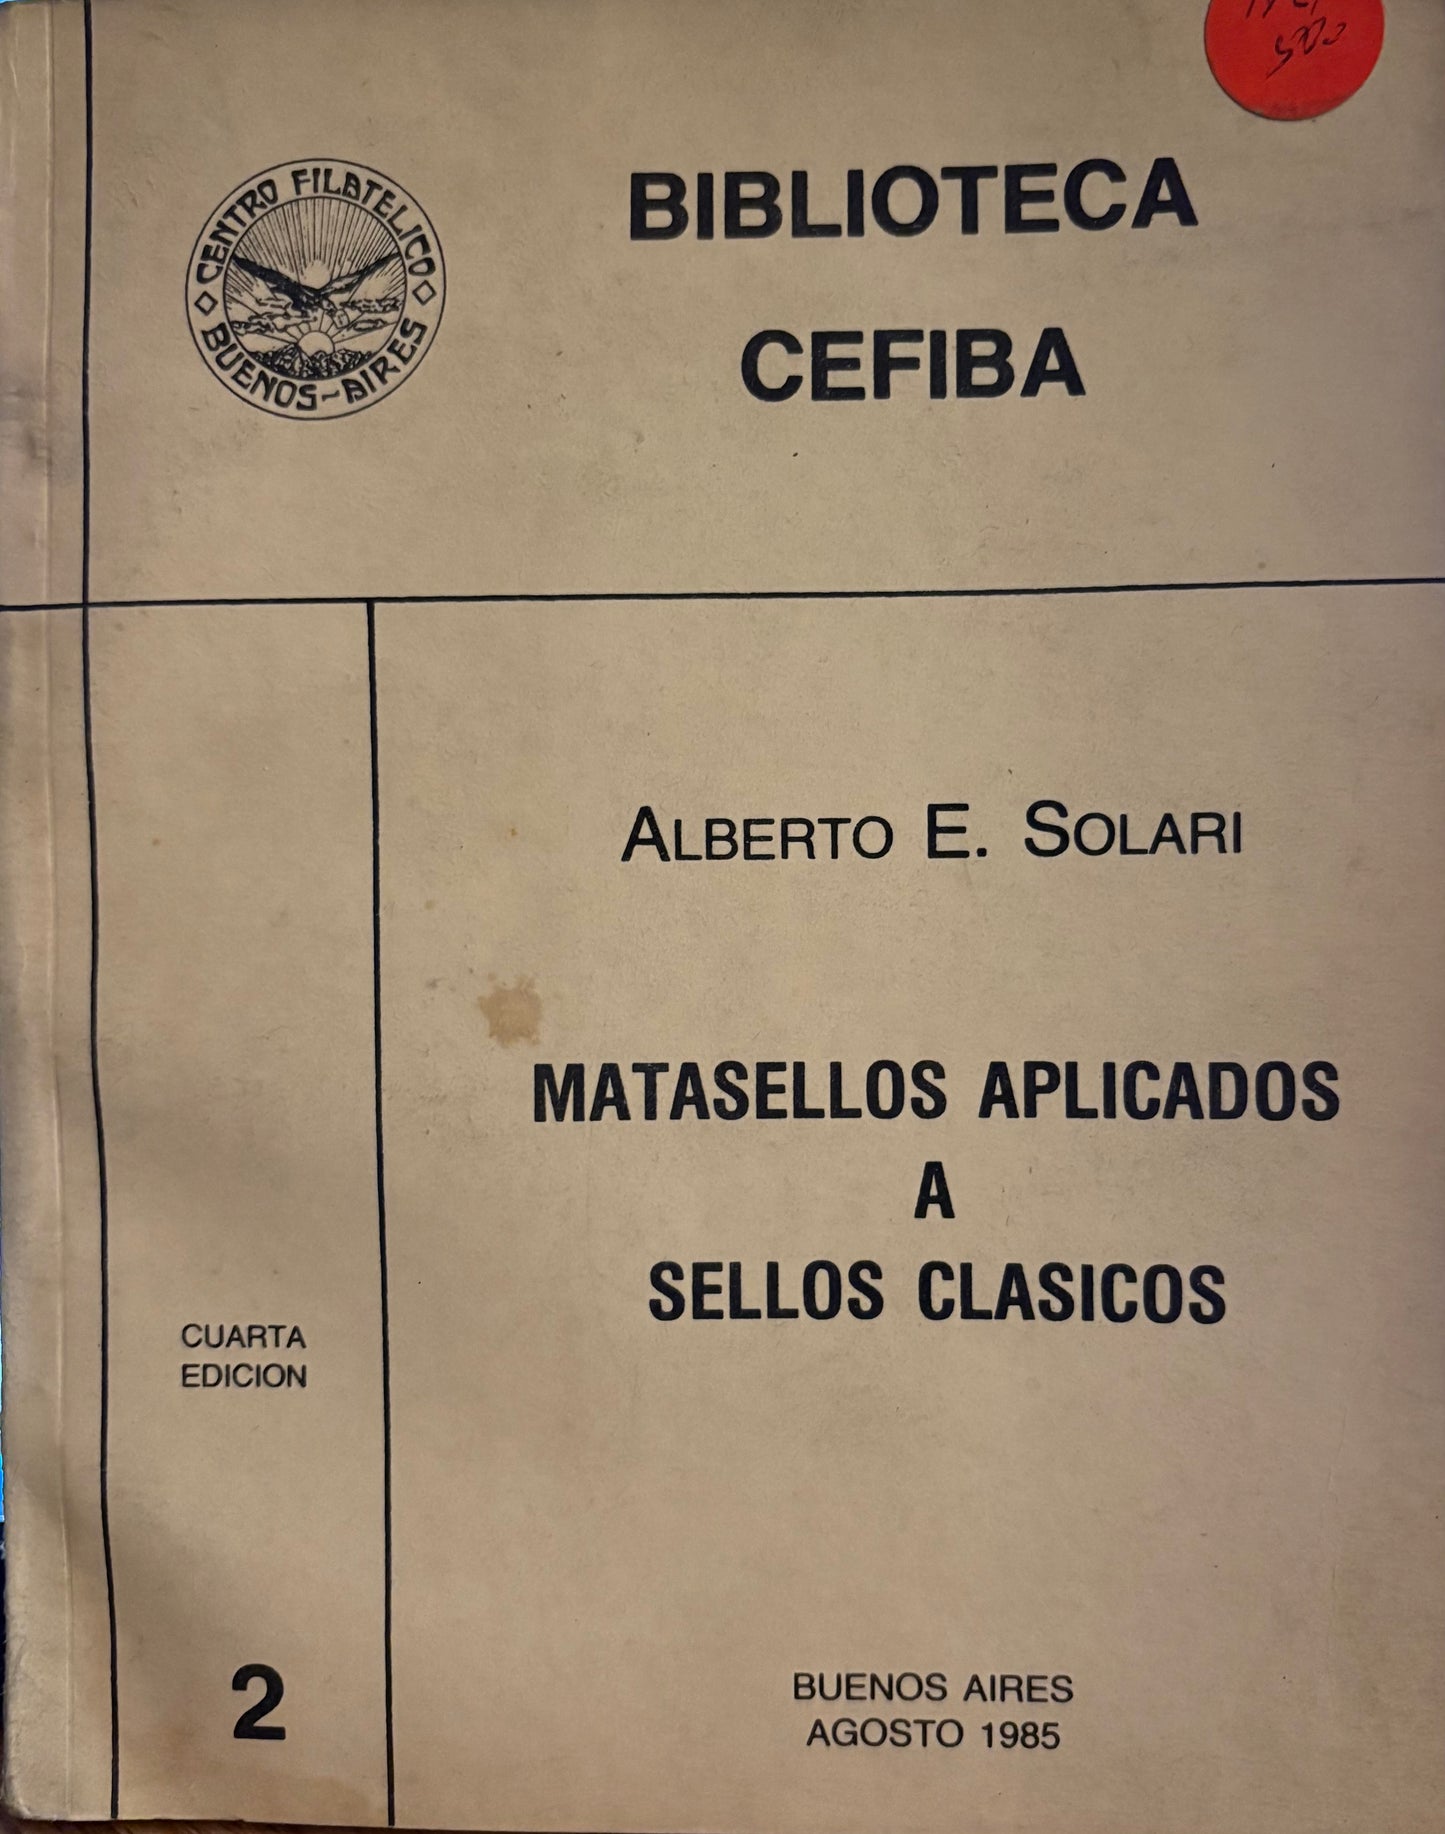 CENTRO FILATELICO
BUENOS-AIRES
BIBLIOTECA
CEFIBA
ALBERTO E. SOLARI
MATASELLOS APLICADOS
A
SELLOS CLASICOS
CUARTA
EDICION
2
BUENOS AIRES
AGOSTO 1985